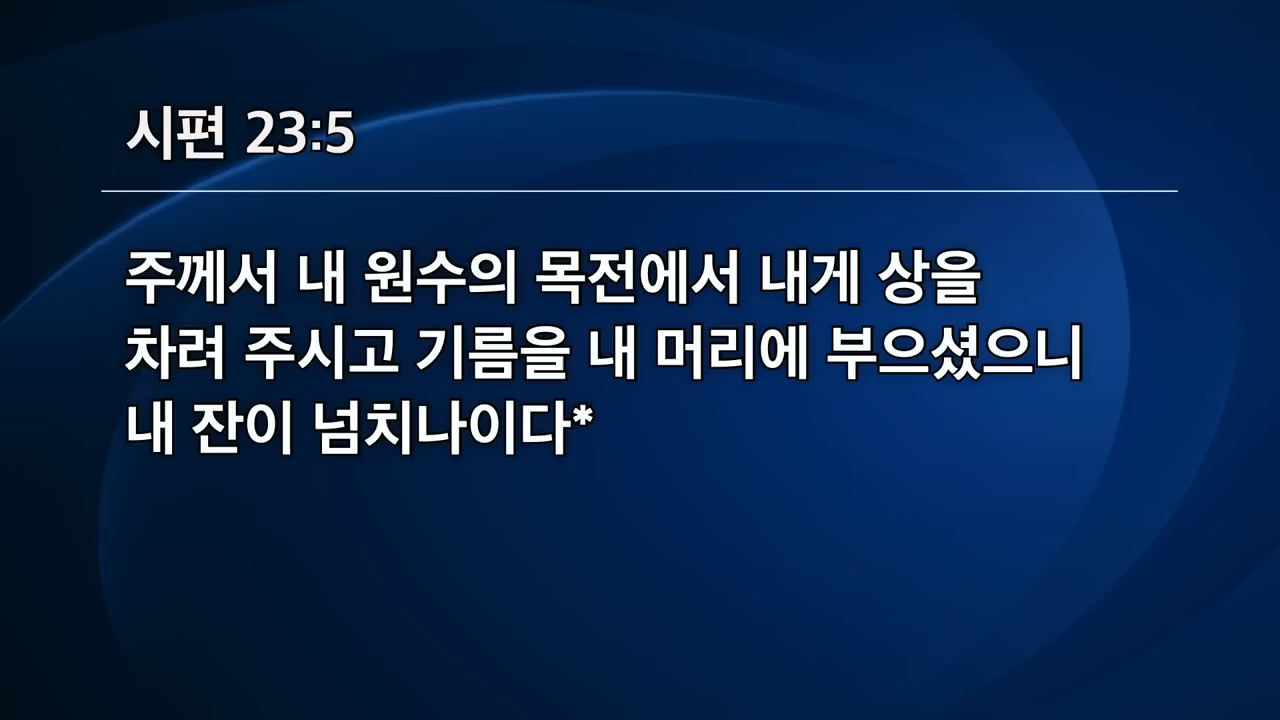 시편 23:5
주께서 내 원수의 목전에서 내게 상을
차려 주시고 기름을 내 머리에 부으셨으니
내 잔이 넘치나이다*